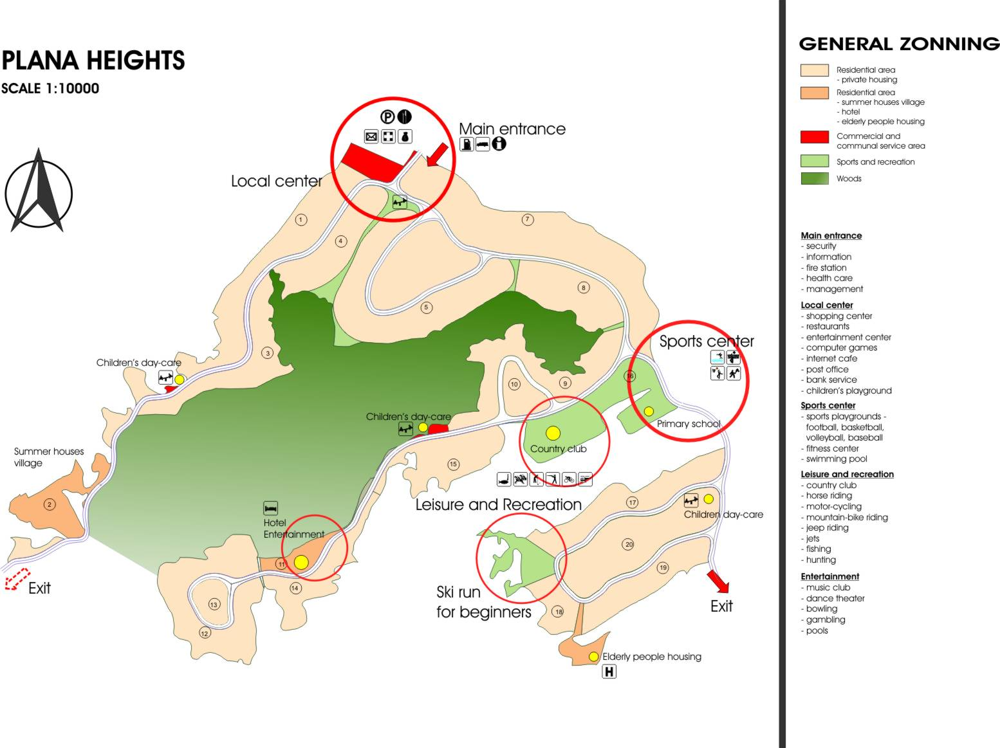 PLANA HEIGHTS
SCALE 1:10000
P
Main entrance
i
Local center
1
4
7
8
5
3
Sports center
Children's day-care
16
10
9
Children's day-care
Primary school
Country club
Summer houses
village
15
2
Leisure and Recreation
17
Children day-care
Hotel
Entertainment
20
11
19
14
Exit
Ski run
for beginners
13
18
Exit
12
Elderly people housing
H
GENERAL ZONNING
Residential area
- private housing
Residential area
- summer houses village
- hotel
- elderly people housing
Commercial and
communal service area
Sports and recreation
Woods
Main entrance
- security
- information
- fire station
- health care
- management
Local center
- shopping center
- restaurants
- entertainment center
- computer games
- internet cafe
- post office
- bank service
- children's playground
Sports center
- sports playgrounds -
football, basketball,
volleyball, baseball
- fitness center
- swimming pool
Leisure and recreation
- country club
- horse riding
- motor-cycling
- mountain-bike riding
- jeep riding
- jets
- fishing
- hunting
Entertainment
- music club
- dance theater
- bowling
- gambling
- pools